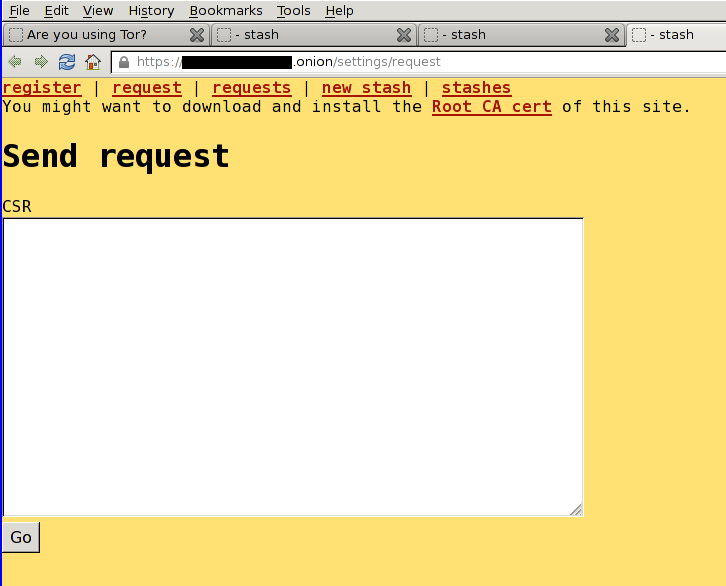 File Edit View History Bookmarks Tools Help
Are you using Tor? - stash - stash - stash
https://.onion/settings/request
register | request | requests | new stash | stashes
You might want to download and install the Root CA cert of this site.
Send request
CSR
Go